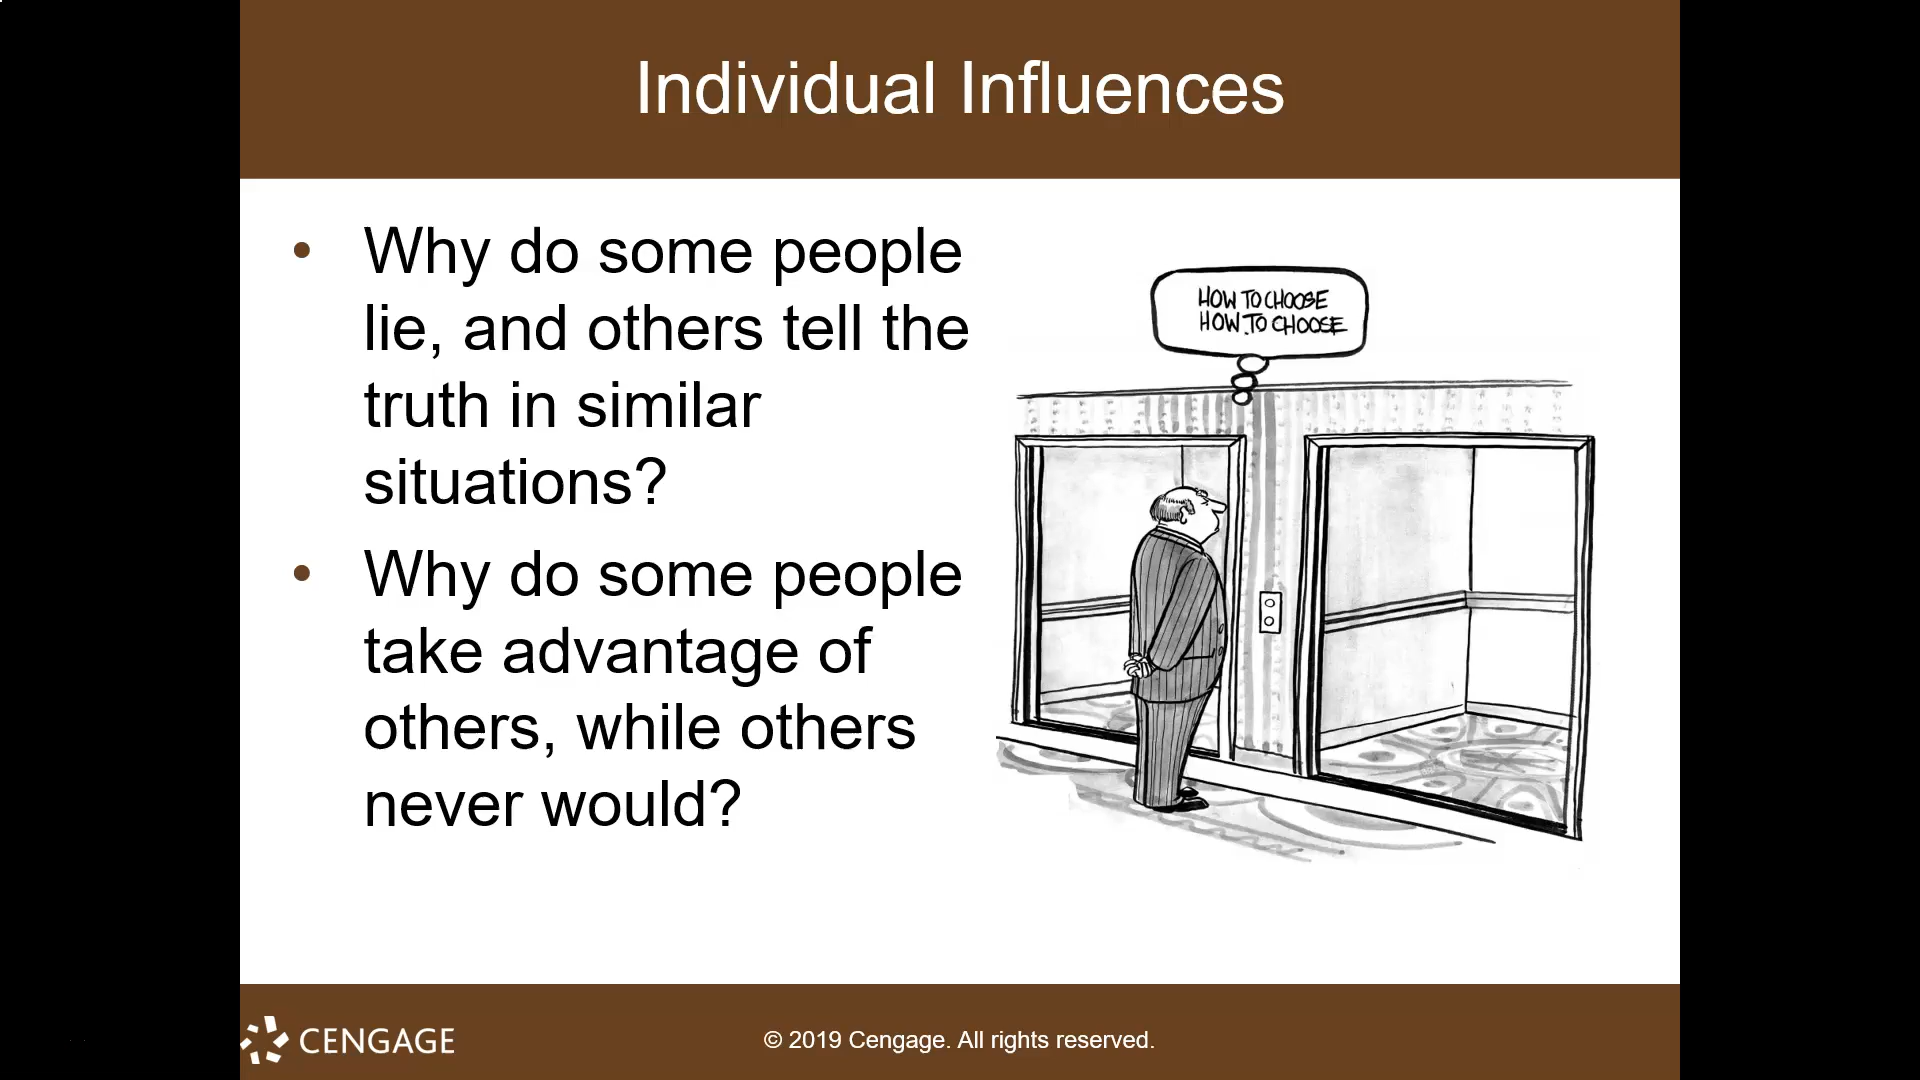 Individual Influences
• Why do some people
lie, and others tell the
truth in similar
situations?
• Why do some people
take advantage of
others, while others
never would?
HOW TO CHOOSE
HOW TO CHOOSE
CENGAGE
© 2019 Cengage. All rights reserved.